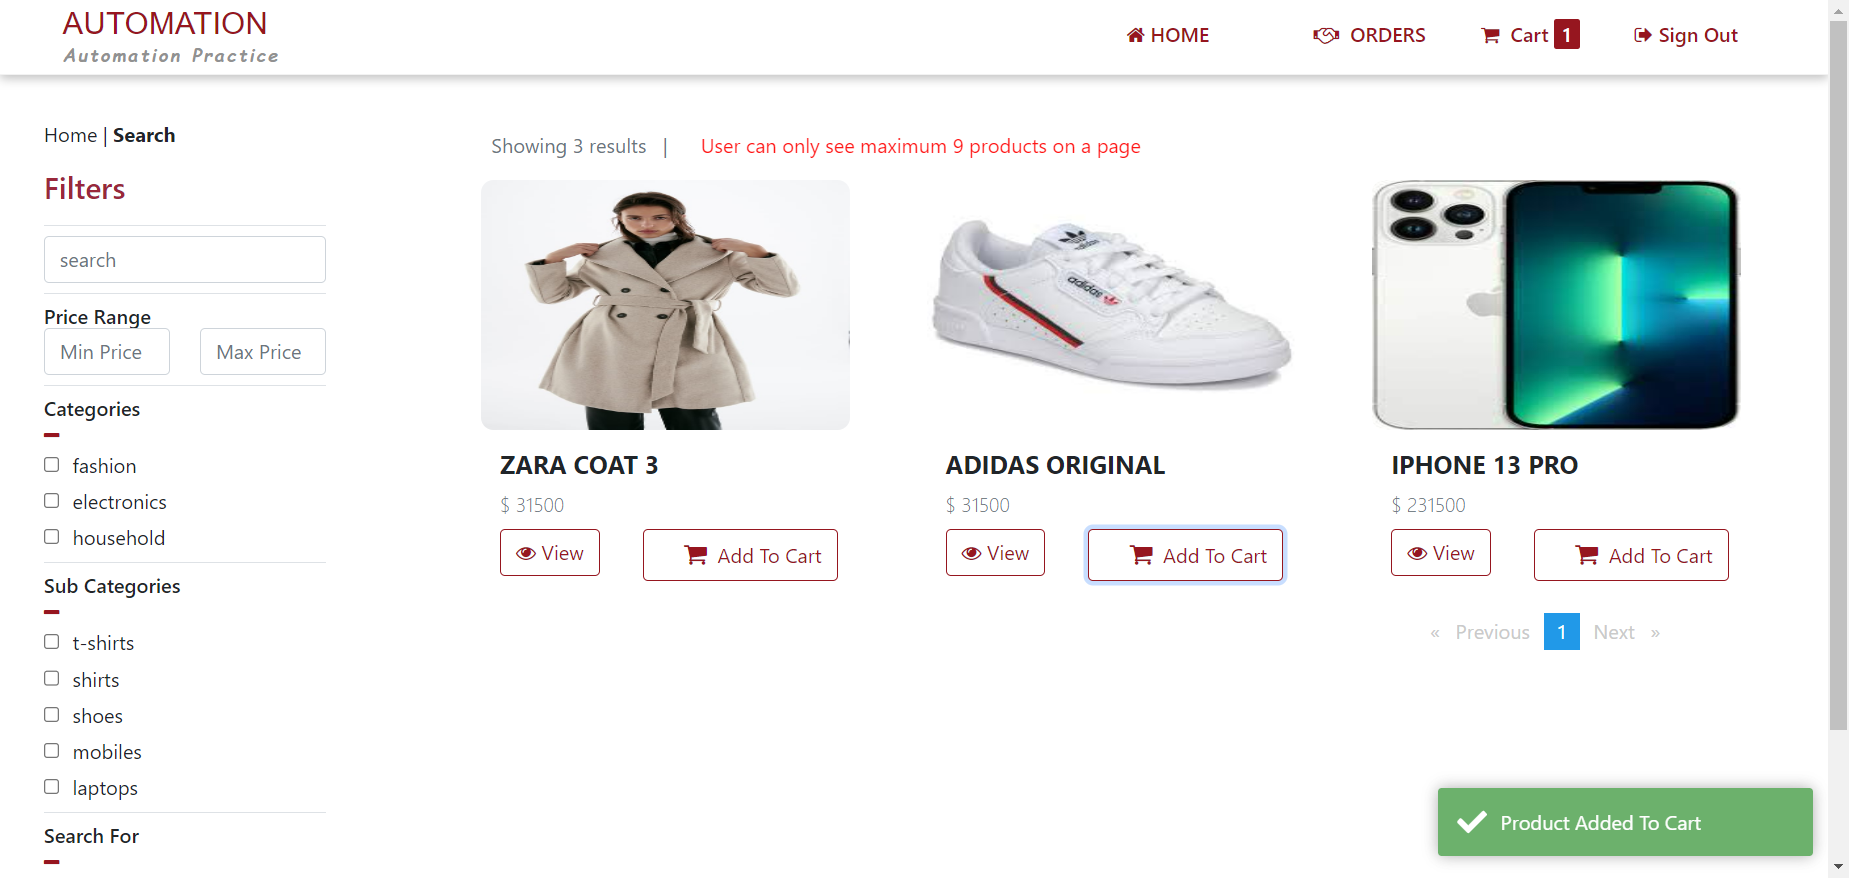 AUTOMATION
Automation Practice
HOME
ORDERS
Cart 1
Sign Out
Home | Search
Showing 3 results |
User can only see maximum 9 products on a page
Filters
search
Price Range
Min Price
Max Price
Categories
fashion
electronics
household
Sub Categories
t-shirts
shirts
shoes
mobiles
laptops
Search For
adidas
ZARA COAT 3
$ 31500
View
Add To Cart
ADIDAS ORIGINAL
$ 31500
View
Add To Cart
IPHONE 13 PRO
$ 231500
View
Add To Cart
« Previous 1 Next »
Product Added To Cart